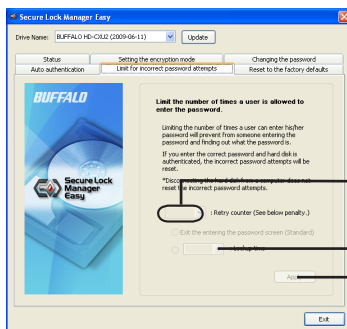 Secure Lock Manager Easy
Drive Name: BUFFALO HD-CXU2 (2009-06-11) Update
Status Setting the encryption mode Changing the password
Auto authentication Limit for incorrect password attempts Reset to the factory defaults
BUFFALO
Secure Lock
Manager
Easy
Limit the number of times a user is allowed to
enter the password.
Limiting the number of times a user can enter his/her
password will prevent from someone entering the
password and finding out what the password is.
If you enter the correct password and hard disk is
authenticated, the incorrect password attempts will be
reset.
*Disconnecting the hard disk from a computer does not
reset the incorrect password attempts.
: Retry counter (See below penalty.)
Exit the entering the password screen (Standard)
: Lockup time
Apply
Exit